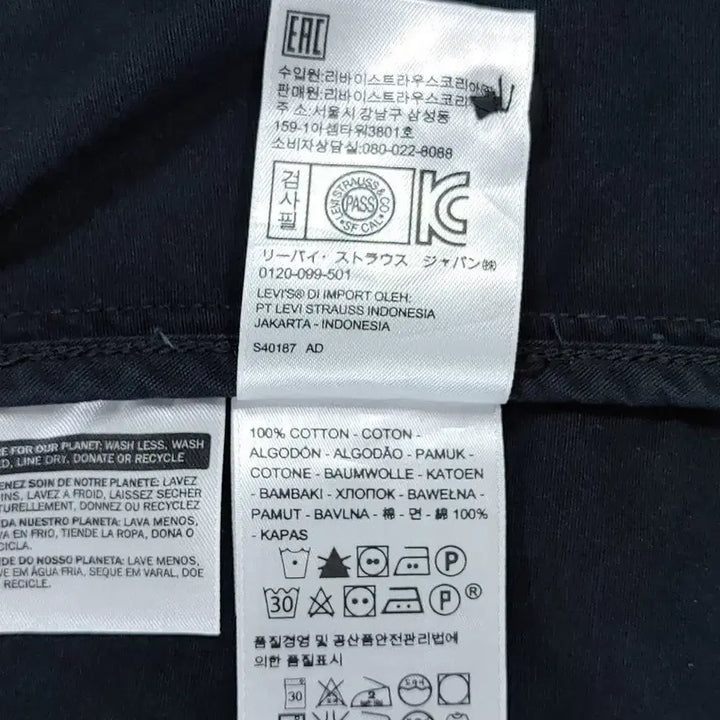 EAC
수입원:리바이스트라우스코리아
판매원:리바이스트라우스코리
주 소:서울시 강남구 삼성동
159-1아셈타워3801호
소비자상담실:080-022-8088
검사필
LEVI STRAUSS & CO
PASS
SF CAL
リーバイ・ストラウス ジャパン㈱
0120-099-501
LEVI'S® DI IMPORT OLEH:
PT LEVI STRAUSS INDONESIA
JAKARTA - INDONESIA
S40187 AD
E FOR OUR PLANET: WASH LESS, WASH
D, LINE DRY, DONATE OR RECYCLE
ENEZ SOIN DE NOTRE PLANETE: LAVEZ
INS, LAVEZ A FROID, LAISSEZ SECHER
TURELLEMENT, DONNEZ OU RECYCLEZ
DA NUESTRO PLANETA: LAVA MENOS,
VA EN FRIO, TIENDE LA ROPA, DONA O
CICLA.
DE DO NOSSO PLANETA: LAVE MENOS,
VE EM ÁGUA FRIA, SEQUE EM VARAL, DOE
RECICLE.
100% COTTON - COTON -
ALGODÓN - ALGODÃO - PAMUK -
COTONE - BAUMWOLLE - KATOEN
- BAMBAKI - ХЛОПОК - BAWEŁNA -
PAMUT - BAVLNA - 棉 - 면 - 綿 100%
- KAPAS
P
30 P ®
품질경영 및 공산품안전관리법에
의한 품질표시
30 2